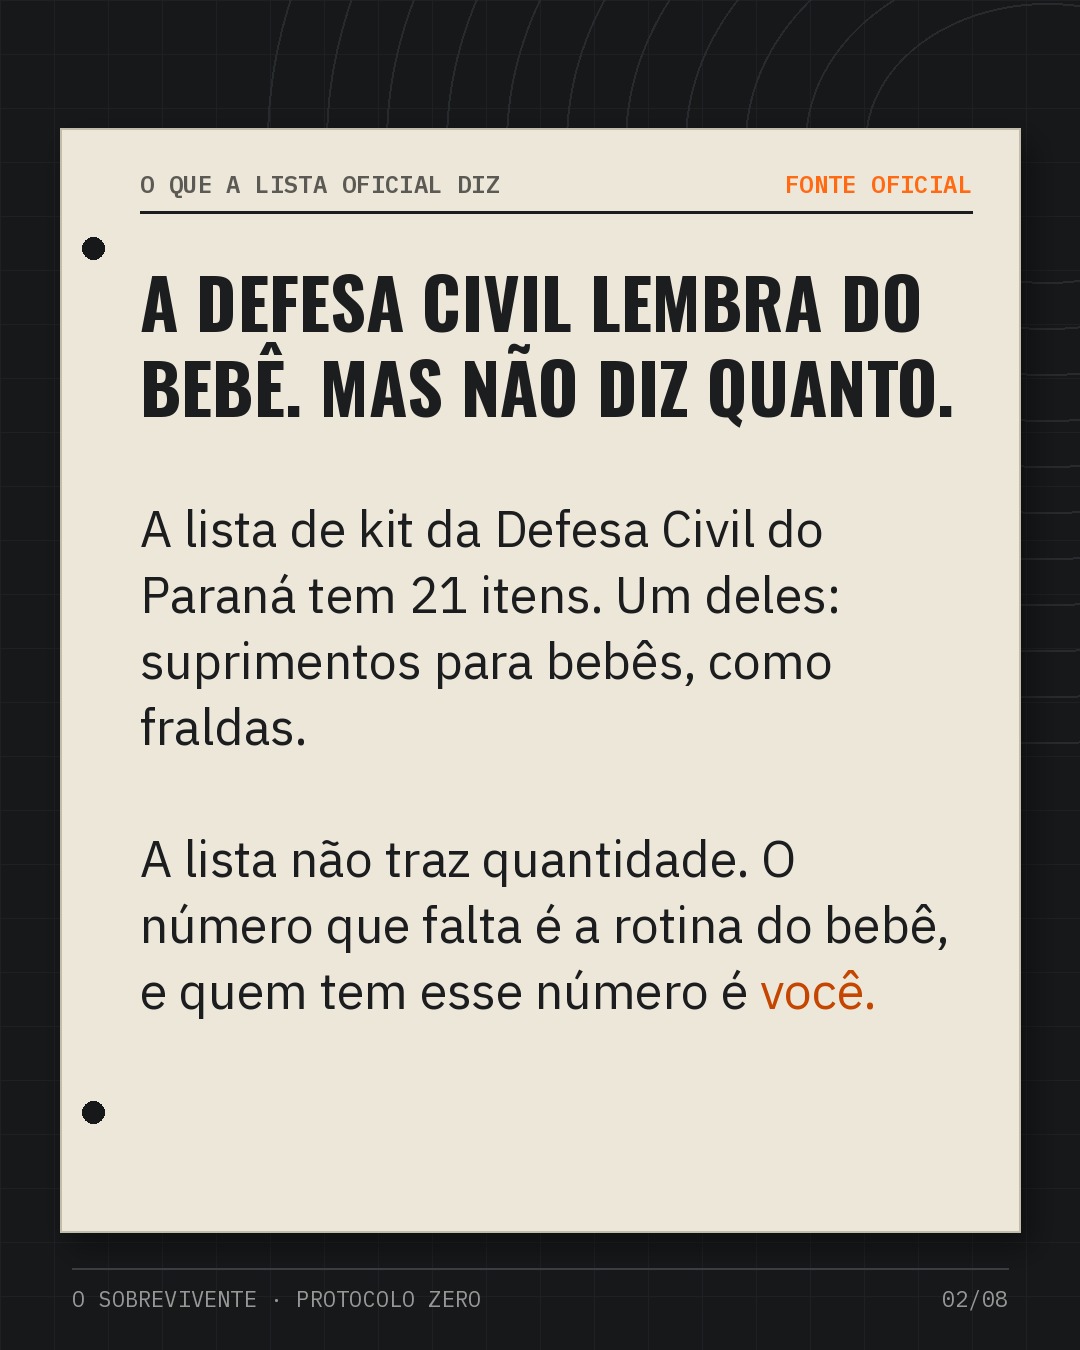 O QUE A LISTA OFICIAL DIZ
FONTE OFICIAL
A DEFESA CIVIL LEMBRA DO
BEBÊ. MAS NÃO DIZ QUANTO.
A lista de kit da Defesa Civil do
Paraná tem 21 itens. Um deles:
suprimentos para bebês, como
fraldas.
A lista não traz quantidade. O
número que falta é a rotina do bebê,
e quem tem esse número é você.
O SOBREVIVENTE · PROTOCOLO ZERO
02/08